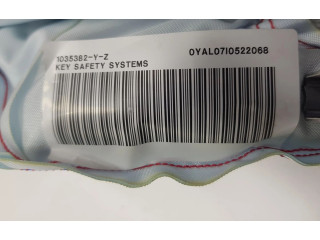 1035382-Y-Z 0YAL07I0522068
KEY SAFETY SYSTEMS